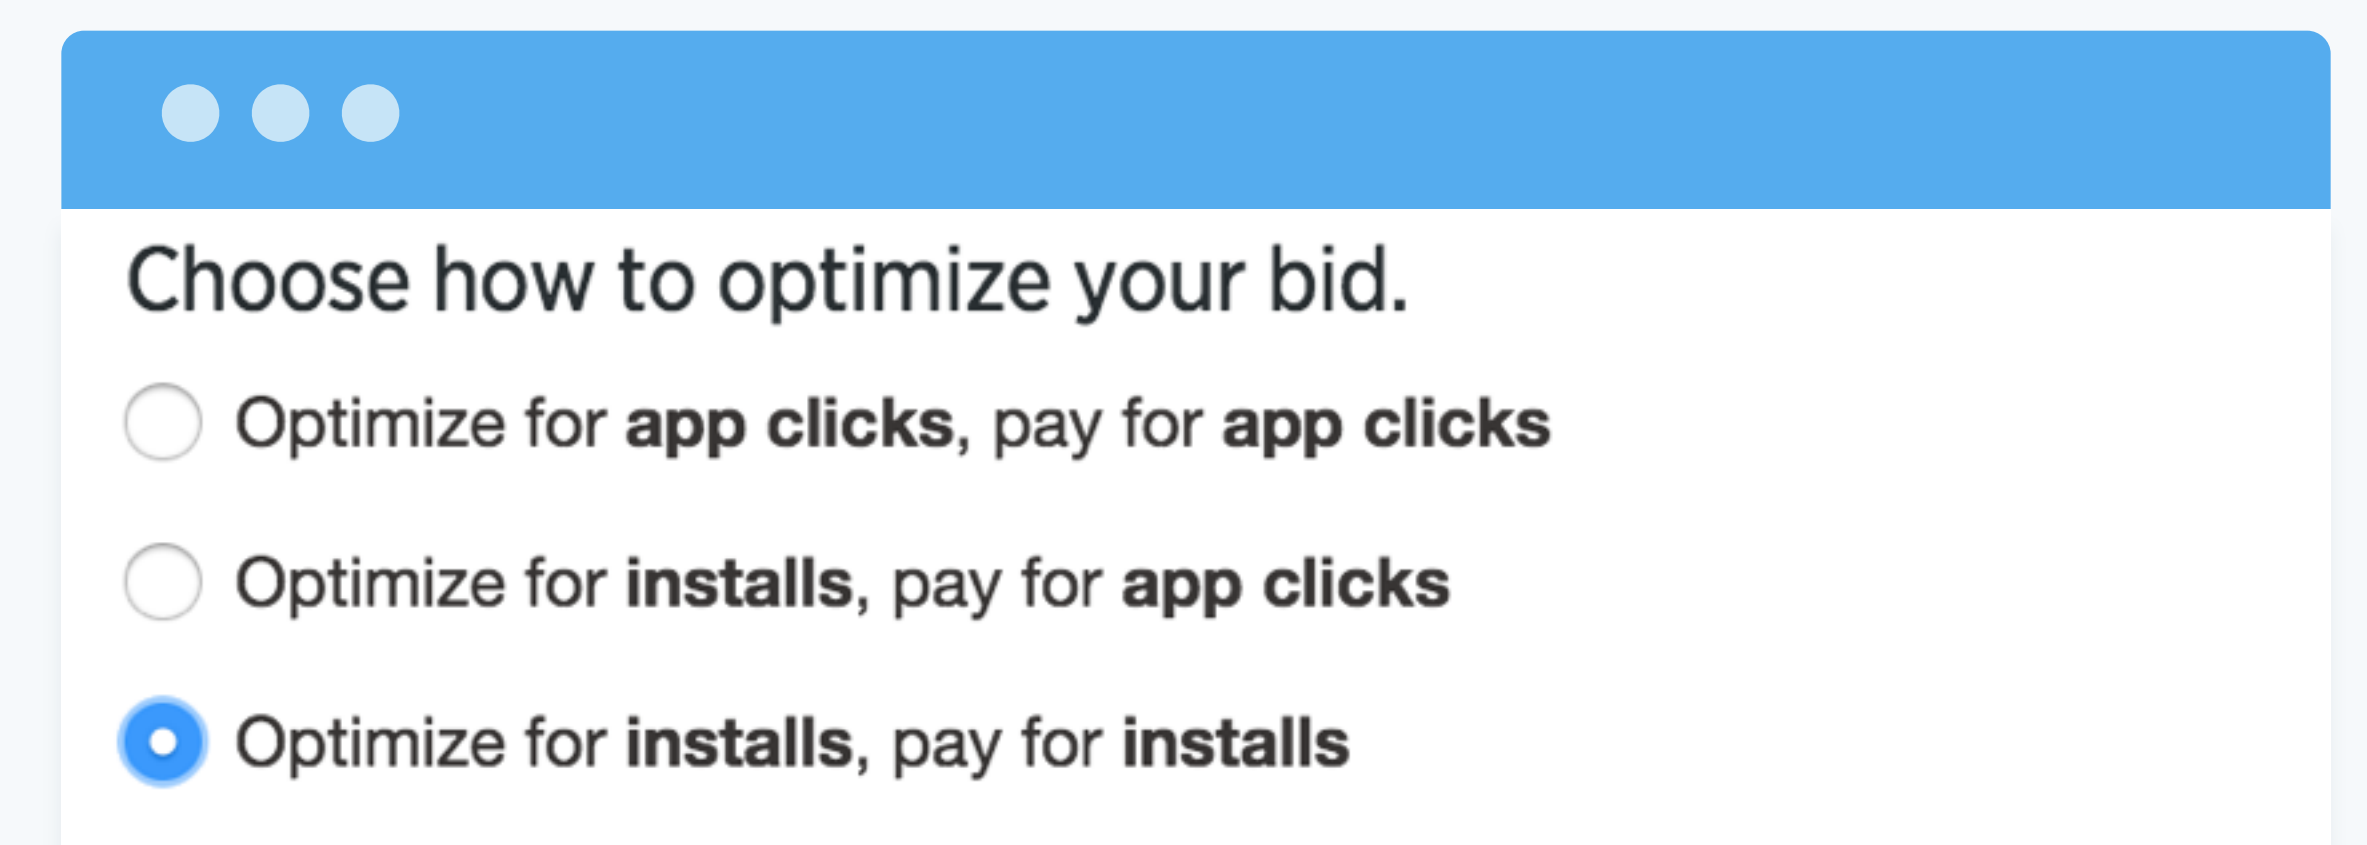 Choose how to optimize your bid.
Optimize for app clicks, pay for app clicks
Optimize for installs, pay for app clicks
Optimize for installs, pay for installs